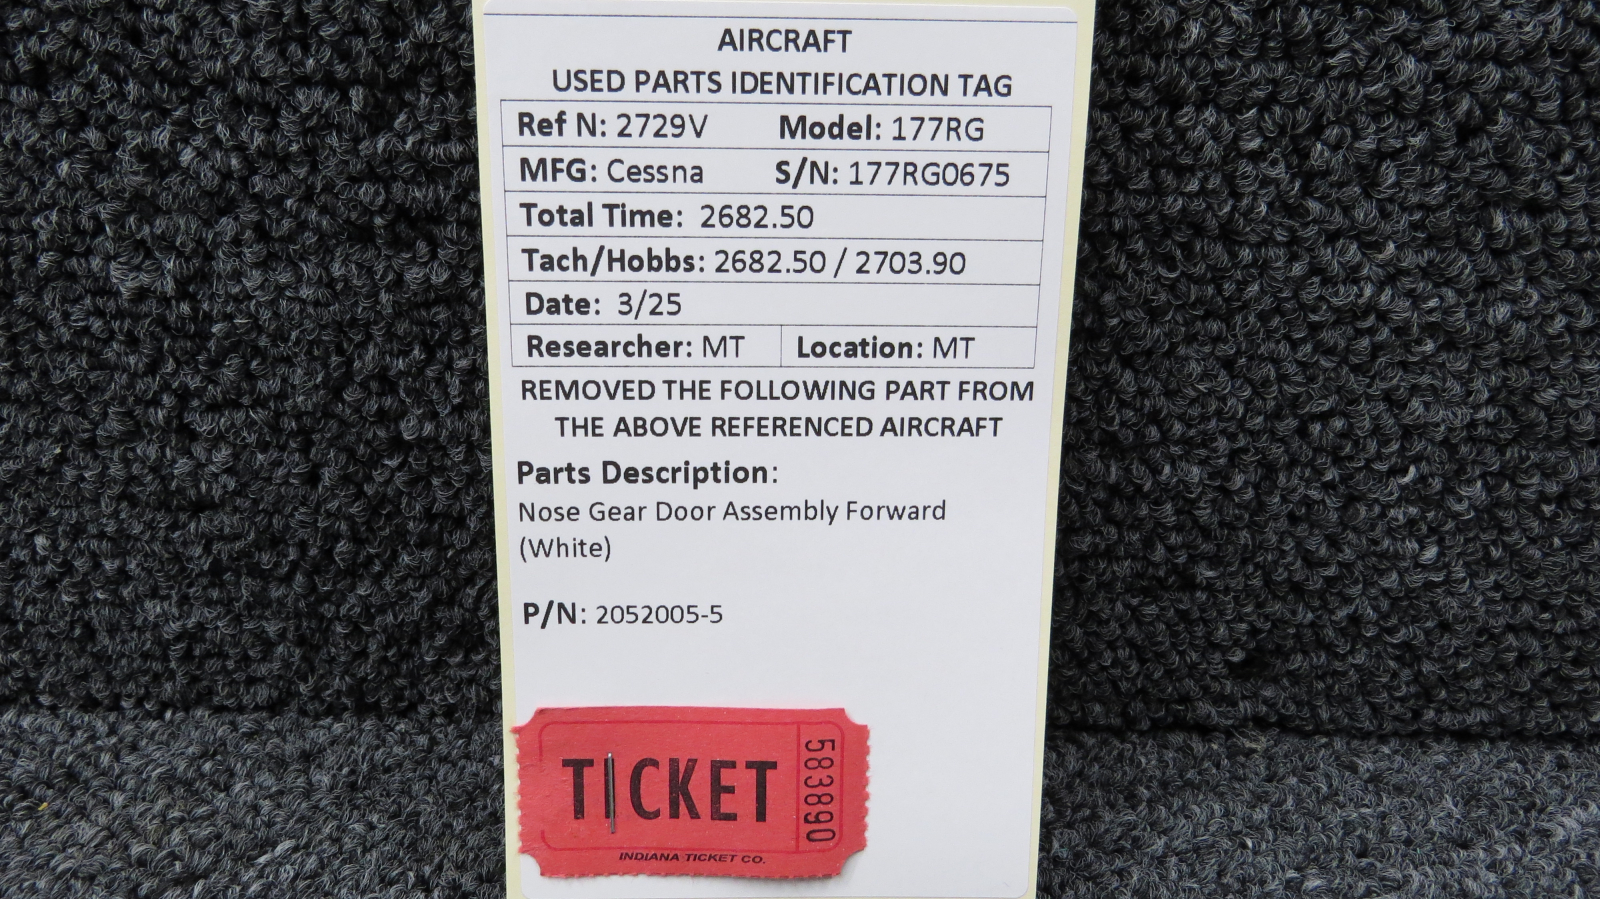 AIRCRAFT
USED PARTS IDENTIFICATION TAG
Ref N: 2729V Model: 177RG
MFG: Cessna S/N: 177RG0675
Total Time: 2682.50
Tach/Hobbs: 2682.50 / 2703.90
Date: 3/25
Researcher: MT Location: MT
REMOVED THE FOLLOWING PART FROM
THE ABOVE REFERENCED AIRCRAFT
Parts Description:
Nose Gear Door Assembly Forward
(White)
P/N: 2052005-5
TICKET
583890
INDIANA TICKET CO.